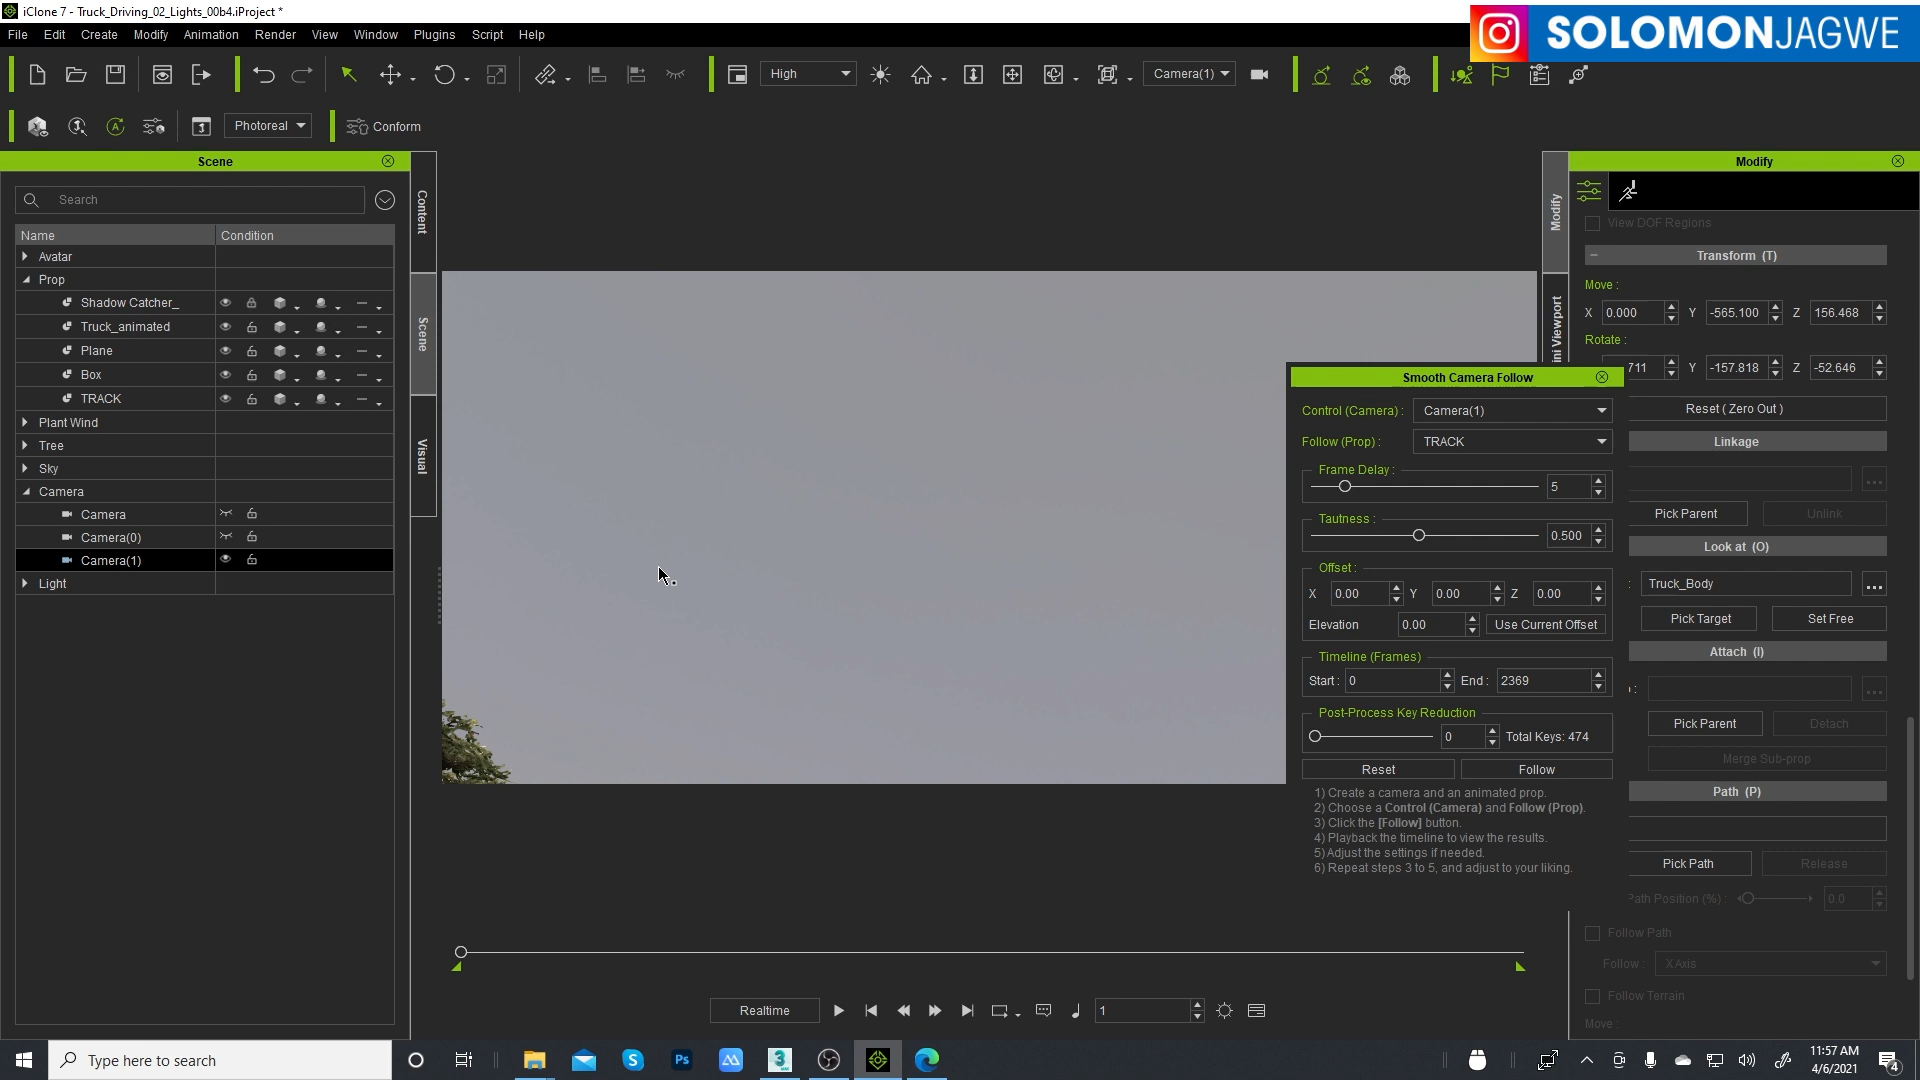 iClone 7 - Truck_Driving_02_Lights_00b4.iProject *
SOLOMONJAGWE
File Edit Create Modify Animation Render View Window Plugins Script Help
High
Camera(1)
Photoreal
Conform
Scene
Search
Name Condition
Avatar
Prop
Shadow Catcher_
Truck_animated
Plane
Box
TRACK
Plant Wind
Tree
Sky
Camera
Camera
Camera(0)
Camera(1)
Light
Content
Scene
Visual
Modify
ini Viewport
Modify
View DOF Regions
Transform (T)
Move :
X 0.000 Y -565.100 Z 156.468
Rotate :
711 Y -157.818 Z -52.646
Reset ( Zero Out )
Linkage
...
Pick Parent Unlink
Look at (O)
: Truck_Body ...
Pick Target Set Free
Attach (I)
: ...
Pick Parent Detach
Merge Sub-prop
Path (P)
Pick Path Release
Path Position (%) : 0.0
Follow Path
Follow : X Axis
Follow Terrain
Move :
Smooth Camera Follow
Control (Camera) : Camera(1)
Follow (Prop) : TRACK
Frame Delay :
5
Tautness :
0.500
Offset :
X 0.00 Y 0.00 Z 0.00
Elevation 0.00 Use Current Offset
Timeline (Frames)
Start : 0 End : 2369
Post-Process Key Reduction
0 Total Keys: 474
Reset Follow
1) Create a camera and an animated prop.
2) Choose a Control (Camera) and Follow (Prop).
3) Click the [Follow] button.
4) Playback the timeline to view the results.
5) Adjust the settings if needed.
6) Repeat steps 3 to 5, and adjust to your liking.
Realtime
1
Type here to search
Ps
3
11:57 AM
4/6/2021
4